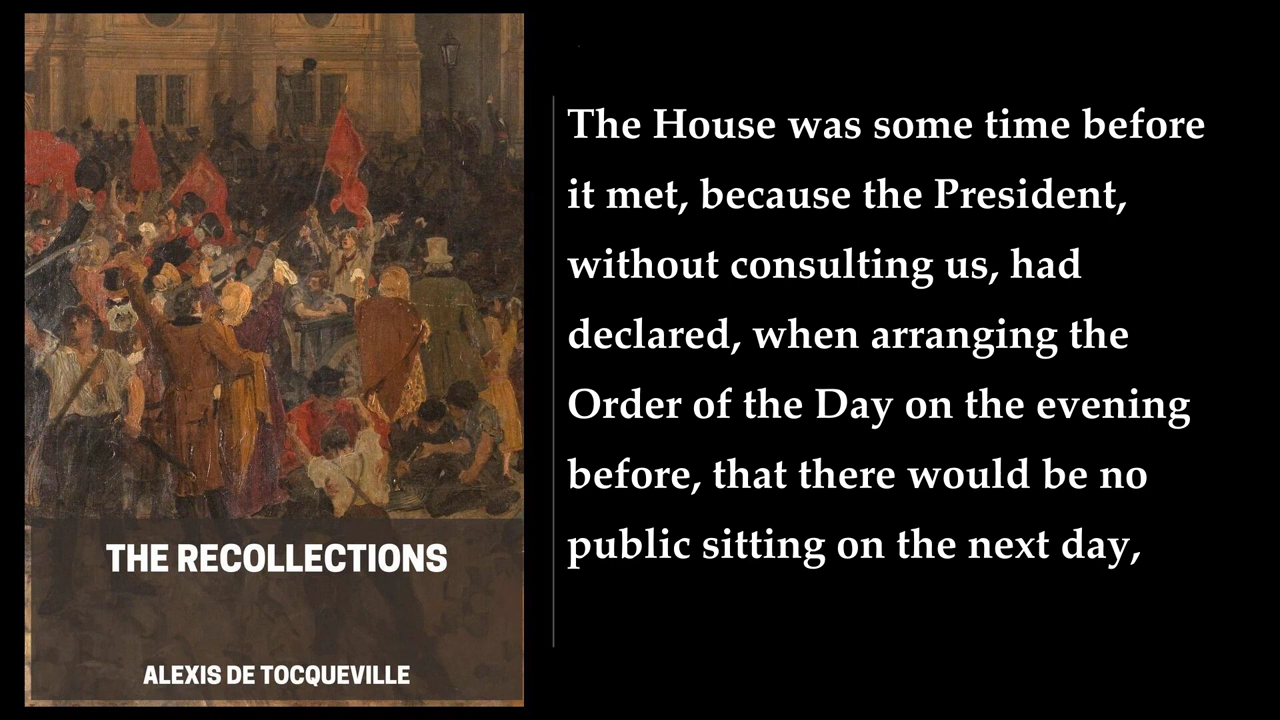 THE RECOLLECTIONS
ALEXIS DE TOCQUEVILLE
The House was some time before
it met, because the President,
without consulting us, had
declared, when arranging the
Order of the Day on the evening
before, that there would be no
public sitting on the next day,